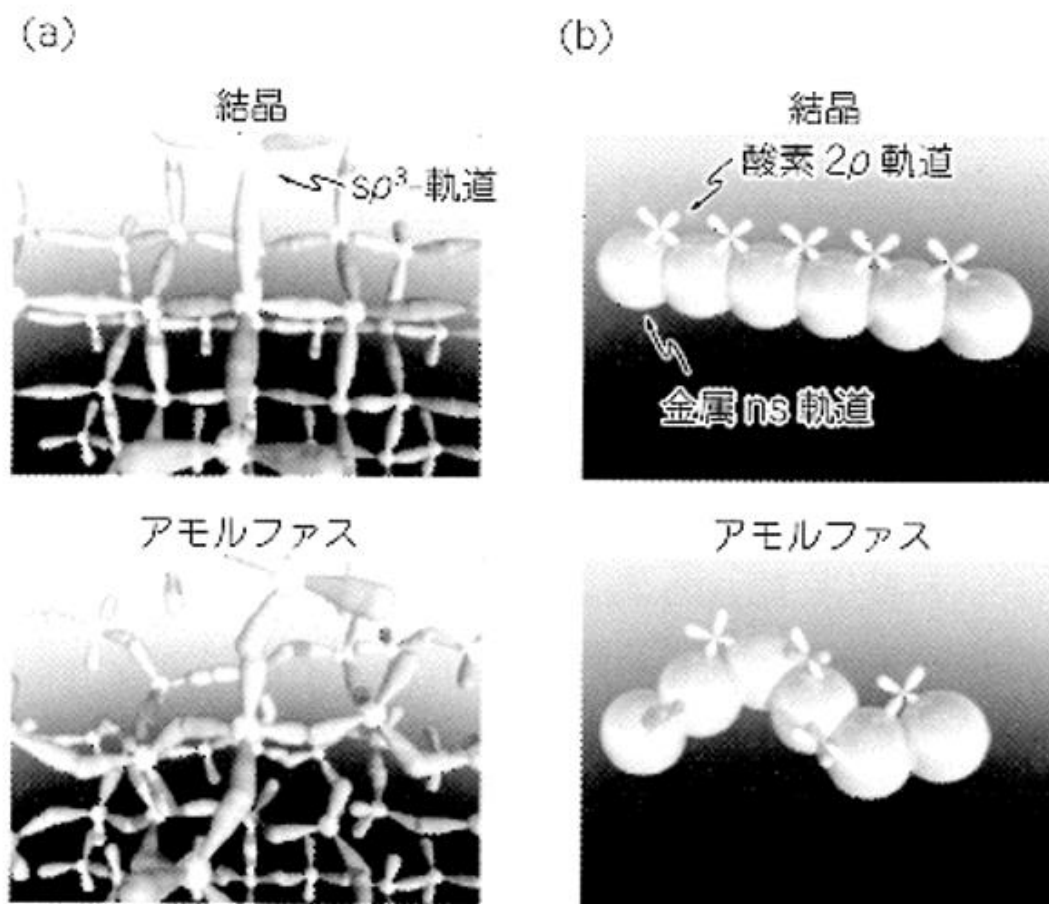 (a)
結晶
sp³-軌道
アモルファス
(b)
結晶
酸素 2p 軌道
金属 ns 軌道
アモルファス